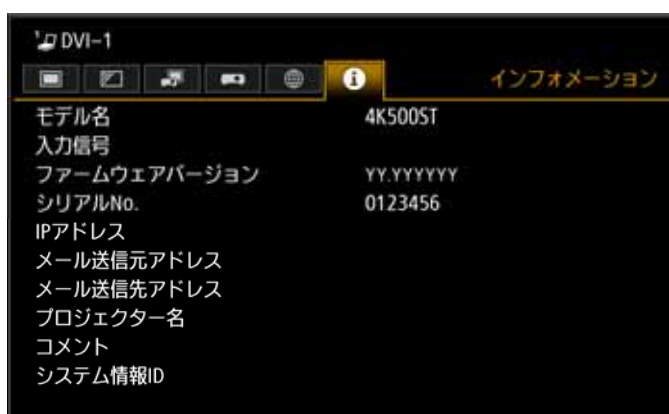 DVI-1
インフォメーション
モデル名 4K500ST
入力信号
ファームウェアバージョン YY.YYYYYY
シリアルNo. 0123456
IPアドレス
メール送信元アドレス
メール送信先アドレス
プロジェクター名
コメント
システム情報ID